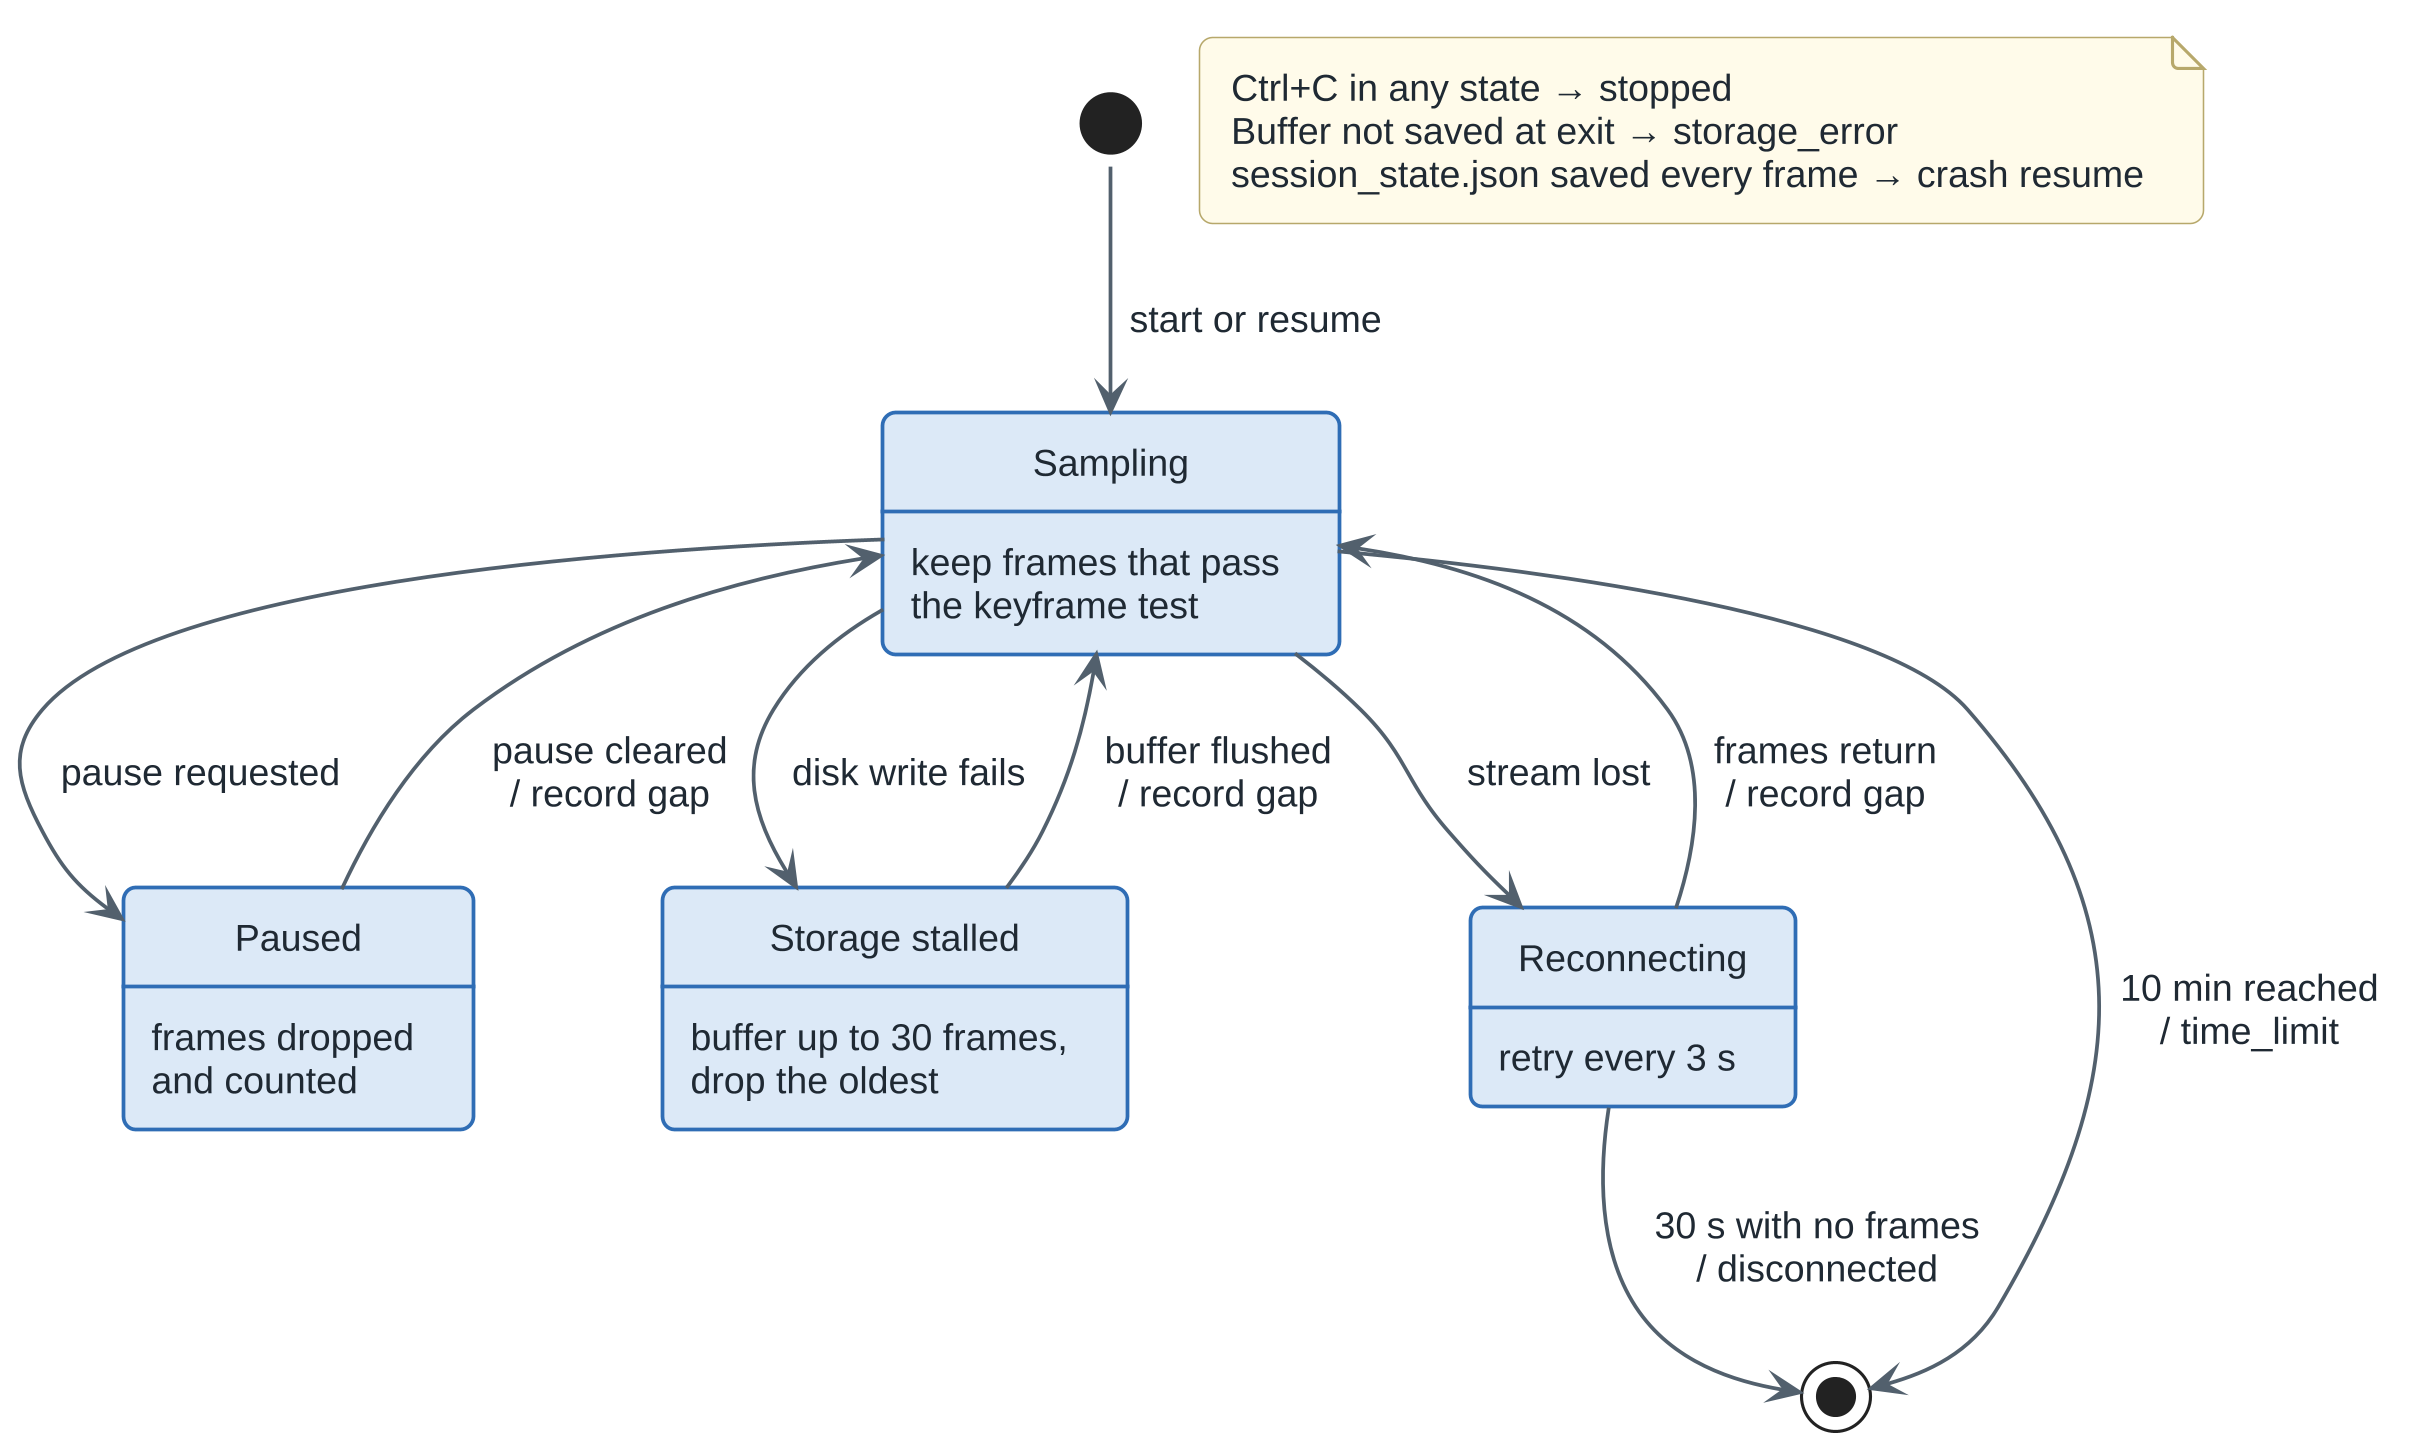 Ctrl+C in any state → stopped
Buffer not saved at exit → storage_error
session_state.json saved every frame → crash resume
start or resume
Sampling
keep frames that pass
the keyframe test
pause requested
pause cleared
/ record gap
disk write fails
buffer flushed
/ record gap
stream lost
frames return
/ record gap
Paused
frames dropped
and counted
Storage stalled
buffer up to 30 frames,
drop the oldest
Reconnecting
retry every 3 s
10 min reached
/ time_limit
30 s with no frames
/ disconnected